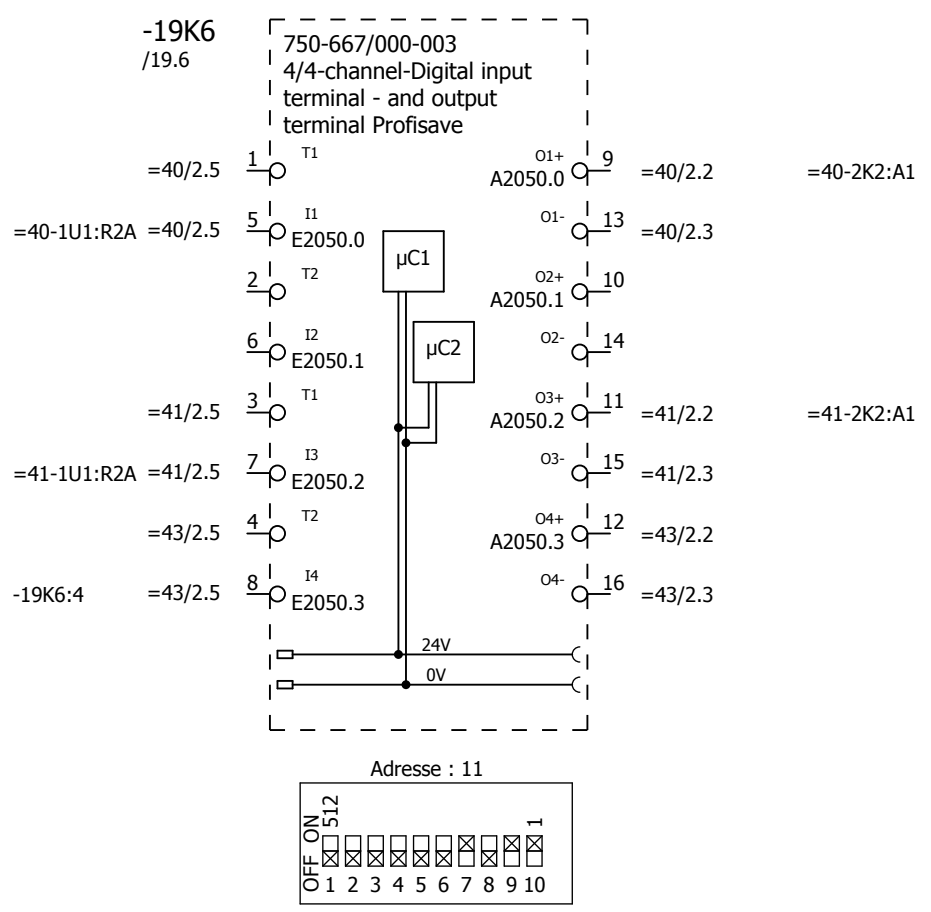 -19K6
/19.6
750-667/000-003
4/4-channel-Digital input
terminal - and output
terminal Profisave
=40/2.5 1 T1 O1+ A2050.0 9 =40/2.2 =40-2K2:A1
=40-1U1:R2A =40/2.5 5 I1 E2050.0 O1- 13 =40/2.3
µC1
2 T2 O2+ A2050.1 10
6 I2 E2050.1 O2- 14
µC2
=41/2.5 3 T1 O3+ A2050.2 11 =41/2.2 =41-2K2:A1
=41-1U1:R2A =41/2.5 7 I3 E2050.2 O3- 15 =41/2.3
=43/2.5 4 T2 O4+ A2050.3 12 =43/2.2
-19K6:4 =43/2.5 8 I4 E2050.3 O4- 16 =43/2.3
24V
0V
Adresse : 11
OFF ON 512 1
1 2 3 4 5 6 7 8 9 10